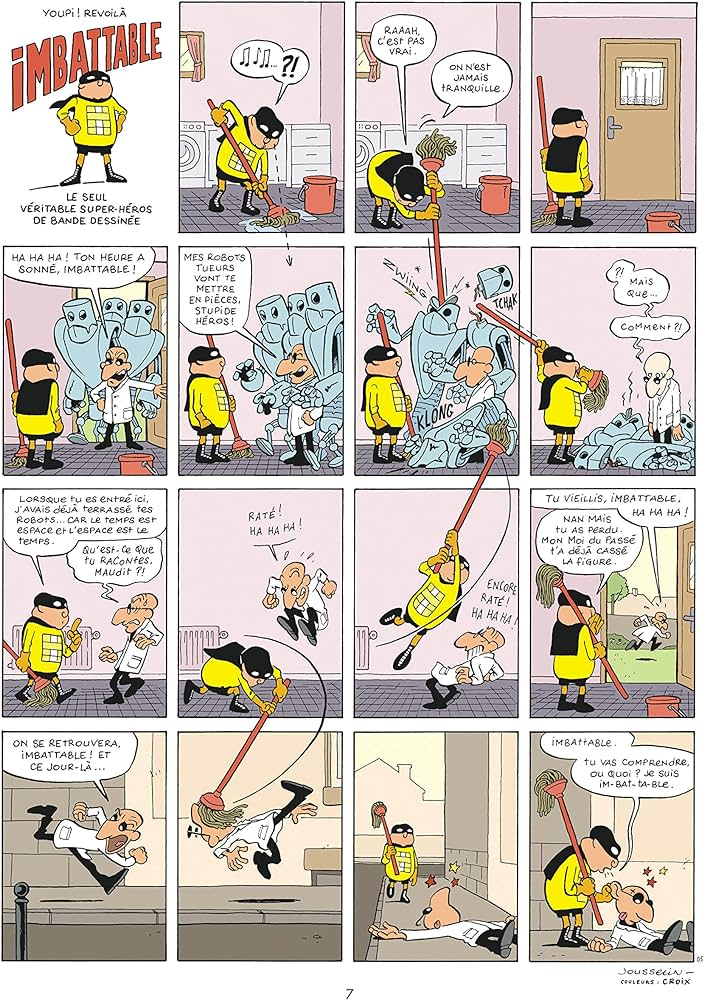 YOUPi ! REVOiLÀ
iMBATTABLE
LE SEUL
VÉRiTABLE SUPER-HÉROS
DE BANDE DESSiNÉE
♫♫♫... ?!
RAAAH,
C'EST PAS
VRAi.
ON N'EST
JAMAiS
TRANQUiLLE.
HA HA HA ! TON HEURE A
SONNÉ, iMBATTABLE !
MES ROBOTS
TUEURS
VONT TE
METTRE
EN PiÈCES,
STUPiDE
HÉROS !
ZWiiNG
TCHAK
KLONG
?!
MAiS
QUE...
COMMENT ?!
LORSQUE TU ES ENTRÉ iCi,
J'AVAiS DÉJÀ TERRASSÉ TES
ROBOTS... CAR LE TEMPS EST
ESPACE ET L'ESPACE EST LE
TEMPS.
QU'EST-CE QUE
TU RACONTES,
MAUDiT ?!
RATÉ !
HA HA HA !
ENCORE
RATÉ !
HA HA HA !
TU ViEiLLiS, iMBATTABLE,
HA HA HA !
NAN MAiS
TU AS PERDU.
MON MOi DU PASSÉ
T'A DÉJÀ CASSÉ
LA FiGURE.
ON SE RETROUVERA,
iMBATTABLE ! ET
CE JOUR-LÀ...
iMBATTABLE.
TU VAS COMPRENDRE,
OU QUOi ? JE SUiS
iM-BAT-TA-BLE.
05
JOUSSELiN
COULEURS : CROiX
7